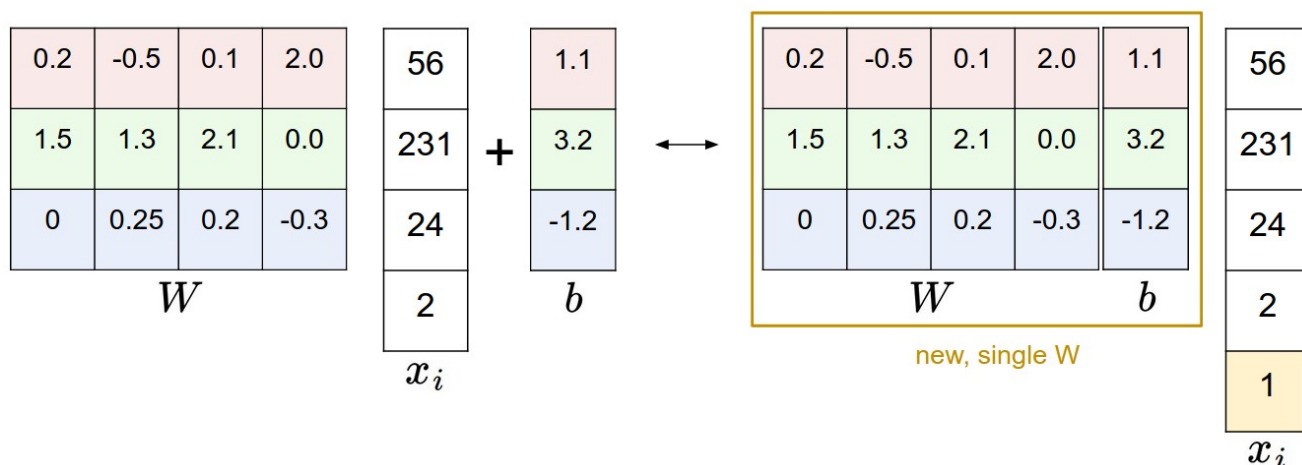 0.2 -0.5 0.1 2.0 56 1.1 0.2 -0.5 0.1 2.0 1.1 56
1.5 1.3 2.1 0.0 231 + 3.2 ↔ 1.5 1.3 2.1 0.0 3.2 231
0 0.25 0.2 -0.3 24 -1.2 0 0.25 0.2 -0.3 -1.2 24
W 2 b W b 2
new, single W
x_i 1
x_i